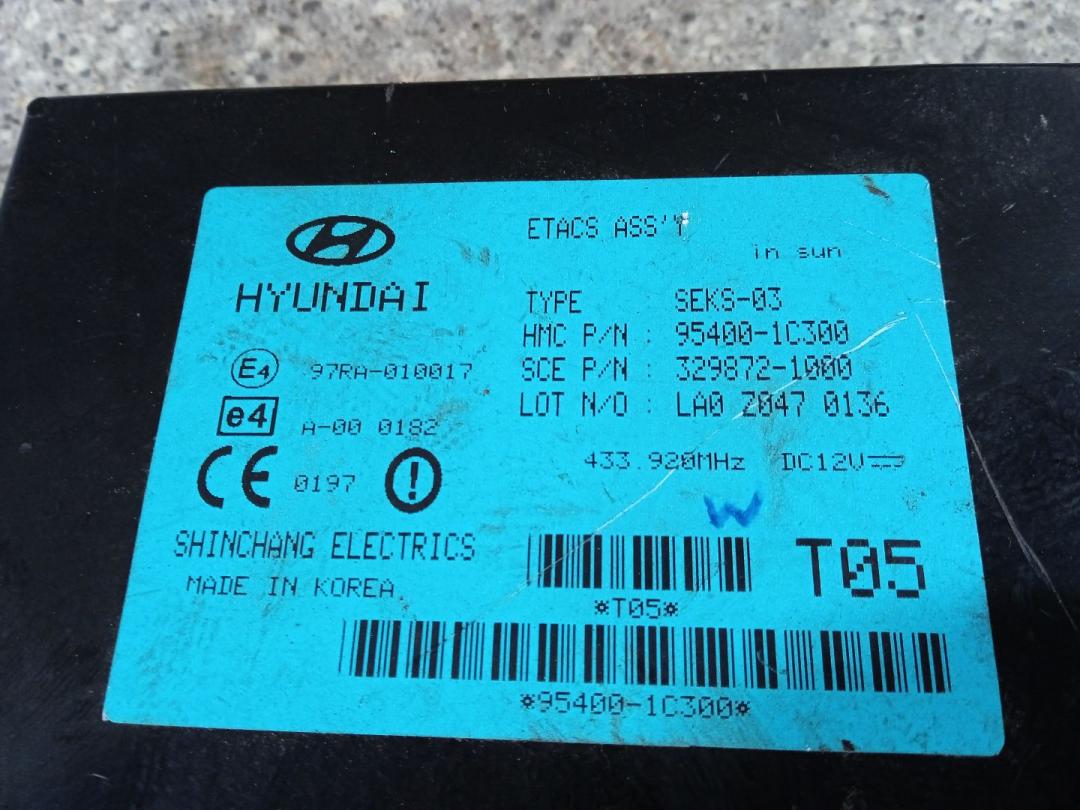 HYUNDAI
E4 97RA-010017
e4 A-00 0182
CE 0197
SHINCHANG ELECTRICS
MADE IN KOREA
ETACS ASS'Y
in sun
TYPE SEKS-03
HMC P/N : 95400-1C300
SCE P/N : 329872-1000
LOT N/O : LA0 2047 0136
433.920MHz DC12V
W
T05
*T05*
*95400-1C300*